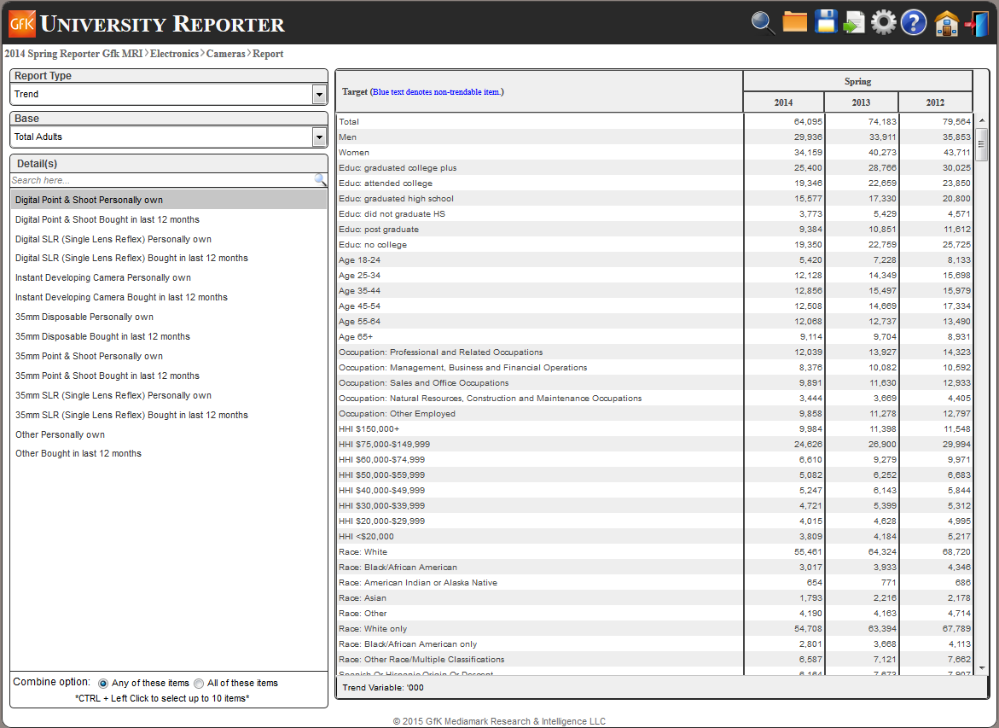 GfK UNIVERSITY REPORTER
2014 Spring Reporter Gfk MRI > Electronics > Cameras > Report
Report Type
Trend
Base
Total Adults
Detail(s)
Search here...
Digital Point & Shoot Personally own
Digital Point & Shoot Bought in last 12 months
Digital SLR (Single Lens Reflex) Personally own
Digital SLR (Single Lens Reflex) Bought in last 12 months
Instant Developing Camera Personally own
Instant Developing Camera Bought in last 12 months
35mm Disposable Personally own
35mm Disposable Bought in last 12 months
35mm Point & Shoot Personally own
35mm Point & Shoot Bought in last 12 months
35mm SLR (Single Lens Reflex) Personally own
35mm SLR (Single Lens Reflex) Bought in last 12 months
Other Personally own
Other Bought in last 12 months
Combine option: Any of these items All of these items
*CTRL + Left Click to select up to 10 items*
Target (Blue text denotes non-trendable item.)
Spring
2014 2013 2012
Total 64,095 74,183 79,564
Men 29,936 33,911 35,853
Women 34,159 40,273 43,711
Educ: graduated college plus 25,400 28,766 30,025
Educ: attended college 19,346 22,659 23,850
Educ: graduated high school 15,577 17,330 20,800
Educ: did not graduate HS 3,773 5,429 4,571
Educ: post graduate 9,384 10,851 11,612
Educ: no college 19,350 22,759 25,725
Age 18-24 5,420 7,228 8,133
Age 25-34 12,128 14,349 15,698
Age 35-44 12,856 15,497 15,979
Age 45-54 12,508 14,669 17,334
Age 55-64 12,068 12,737 13,490
Age 65+ 9,114 9,704 8,931
Occupation: Professional and Related Occupations 12,039 13,927 14,323
Occupation: Management, Business and Financial Operations 8,376 10,082 10,592
Occupation: Sales and Office Occupations 9,891 11,630 12,933
Occupation: Natural Resources, Construction and Maintenance Occupations 3,444 3,669 4,405
Occupation: Other Employed 9,858 11,278 12,797
HHI $150,000+ 9,984 11,398 11,548
HHI $75,000-$149,999 24,626 26,900 29,994
HHI $60,000-$74,999 6,610 9,279 9,971
HHI $50,000-$59,999 5,082 6,252 6,683
HHI $40,000-$49,999 5,247 6,143 5,844
HHI $30,000-$39,999 4,721 5,399 5,312
HHI $20,000-$29,999 4,015 4,628 4,995
HHI <$20,000 3,809 4,184 5,217
Race: White 55,461 64,324 68,720
Race: Black/African American 3,017 3,933 4,346
Race: American Indian or Alaska Native 654 771 686
Race: Asian 1,793 2,216 2,178
Race: Other 4,190 4,163 4,714
Race: White only 54,708 63,394 67,789
Race: Black/African American only 2,801 3,668 4,113
Race: Other Race/Multiple Classifications 6,587 7,121 7,662
Spanish Or Hispanic Origin Or Descent 6,164 7,673 7,907
Trend Variable: '000
© 2015 GfK Mediamark Research & Intelligence LLC